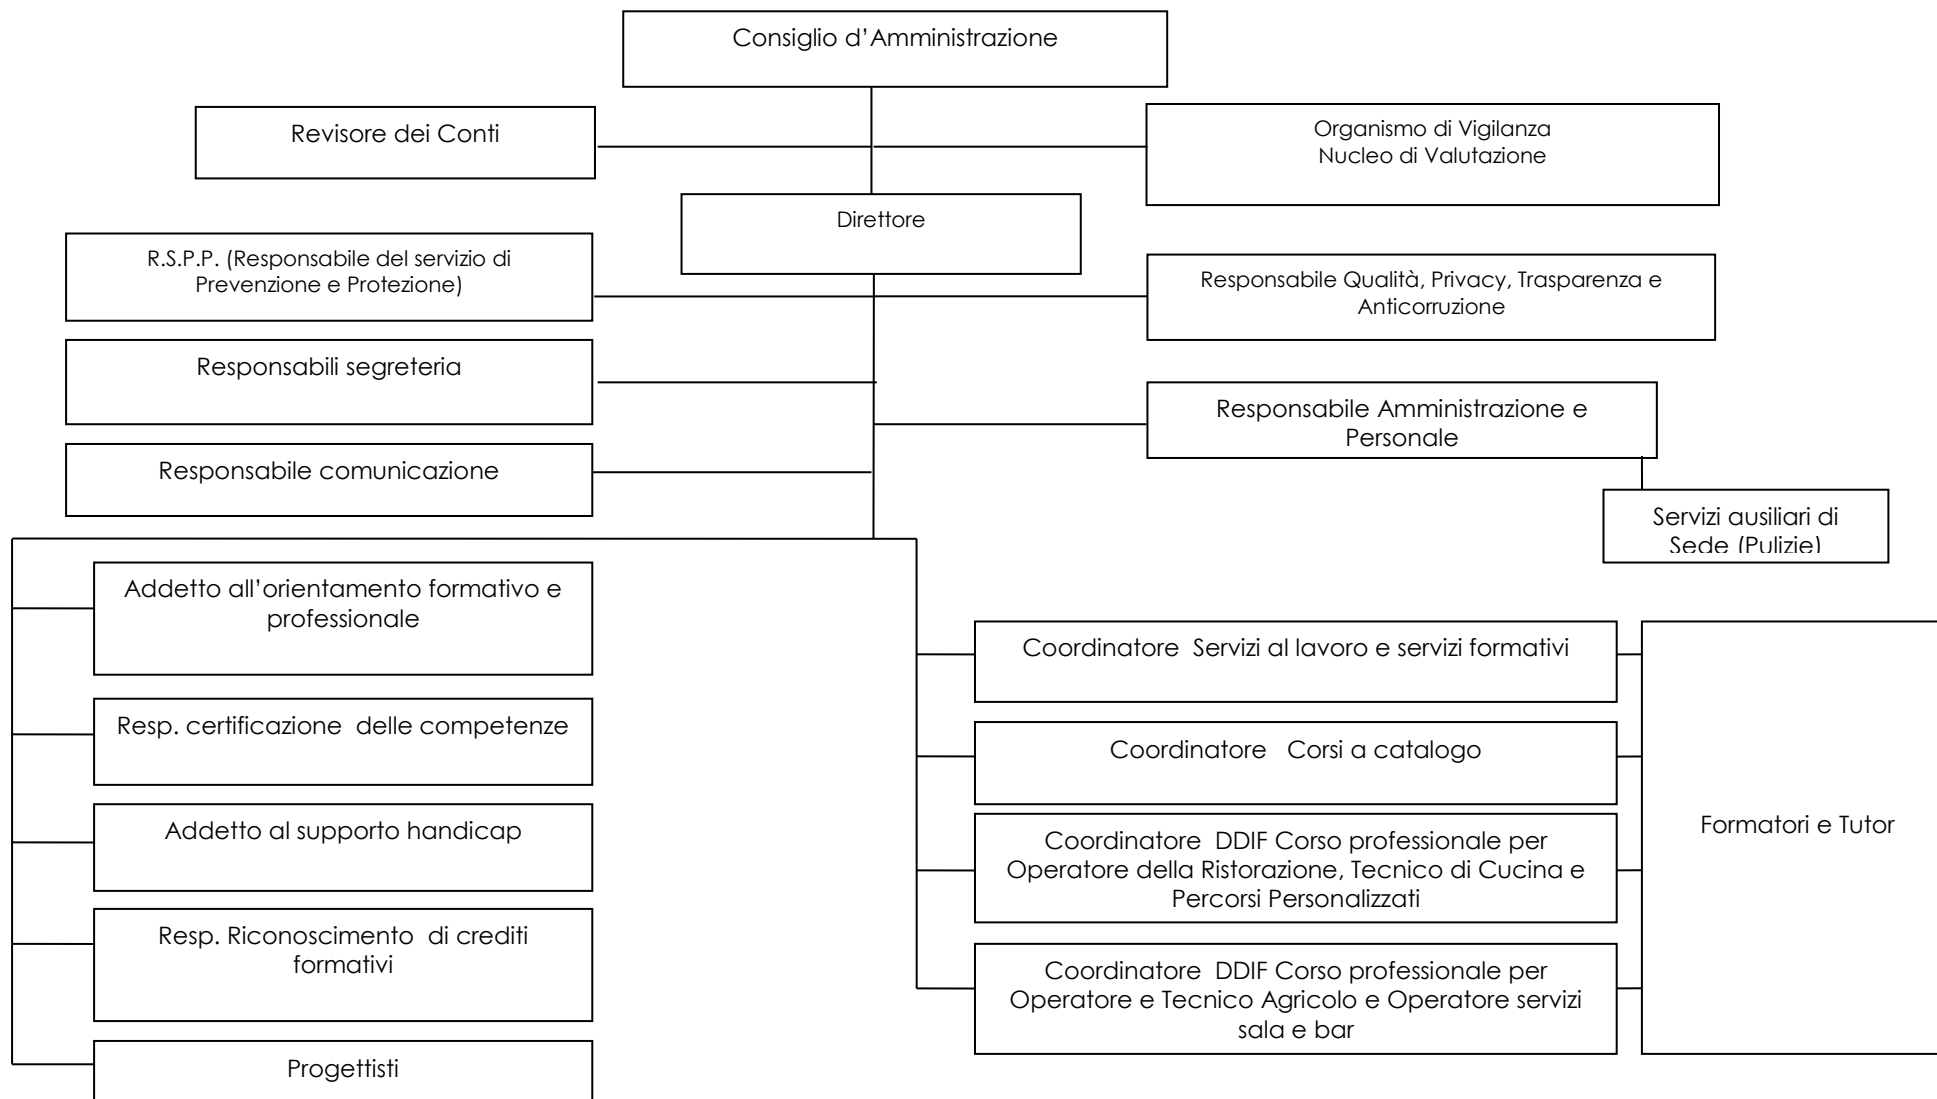 Consiglio d’Amministrazione
Revisore dei Conti
Organismo di Vigilanza
Nucleo di Valutazione
Direttore
R.S.P.P. (Responsabile del servizio di
Prevenzione e Protezione)
Responsabile Qualità, Privacy, Trasparenza e
Anticorruzione
Responsabili segreteria
Responsabile Amministrazione e
Personale
Responsabile comunicazione
Servizi ausiliari di
Sede (Pulizie)
Addetto all’orientamento formativo e
professionale
Resp. certificazione delle competenze
Addetto al supporto handicap
Resp. Riconoscimento di crediti
formativi
Progettisti
Coordinatore Servizi al lavoro e servizi formativi
Coordinatore Corsi a catalogo
Coordinatore DDIF Corso professionale per
Operatore della Ristorazione, Tecnico di Cucina e
Percorsi Personalizzati
Coordinatore DDIF Corso professionale per
Operatore e Tecnico Agricolo e Operatore servizi
sala e bar
Formatori e Tutor